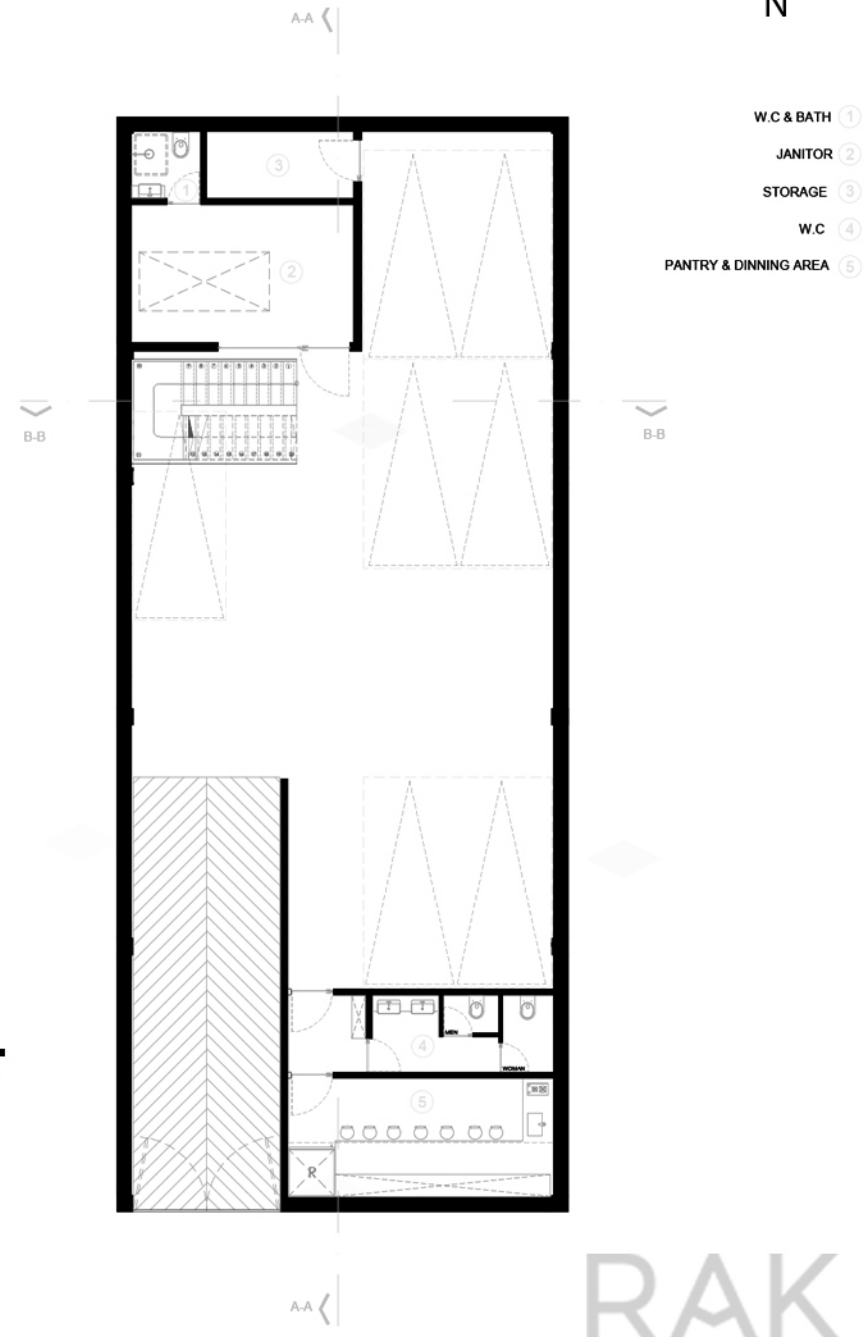 A-A
N
W.C & BATH 1
JANITOR 2
STORAGE 3
W.C 4
PANTRY & DINNING AREA 5
3
1
2
B-B
B-B
MEN
4
WOMAN
5
R
A-A
RAK